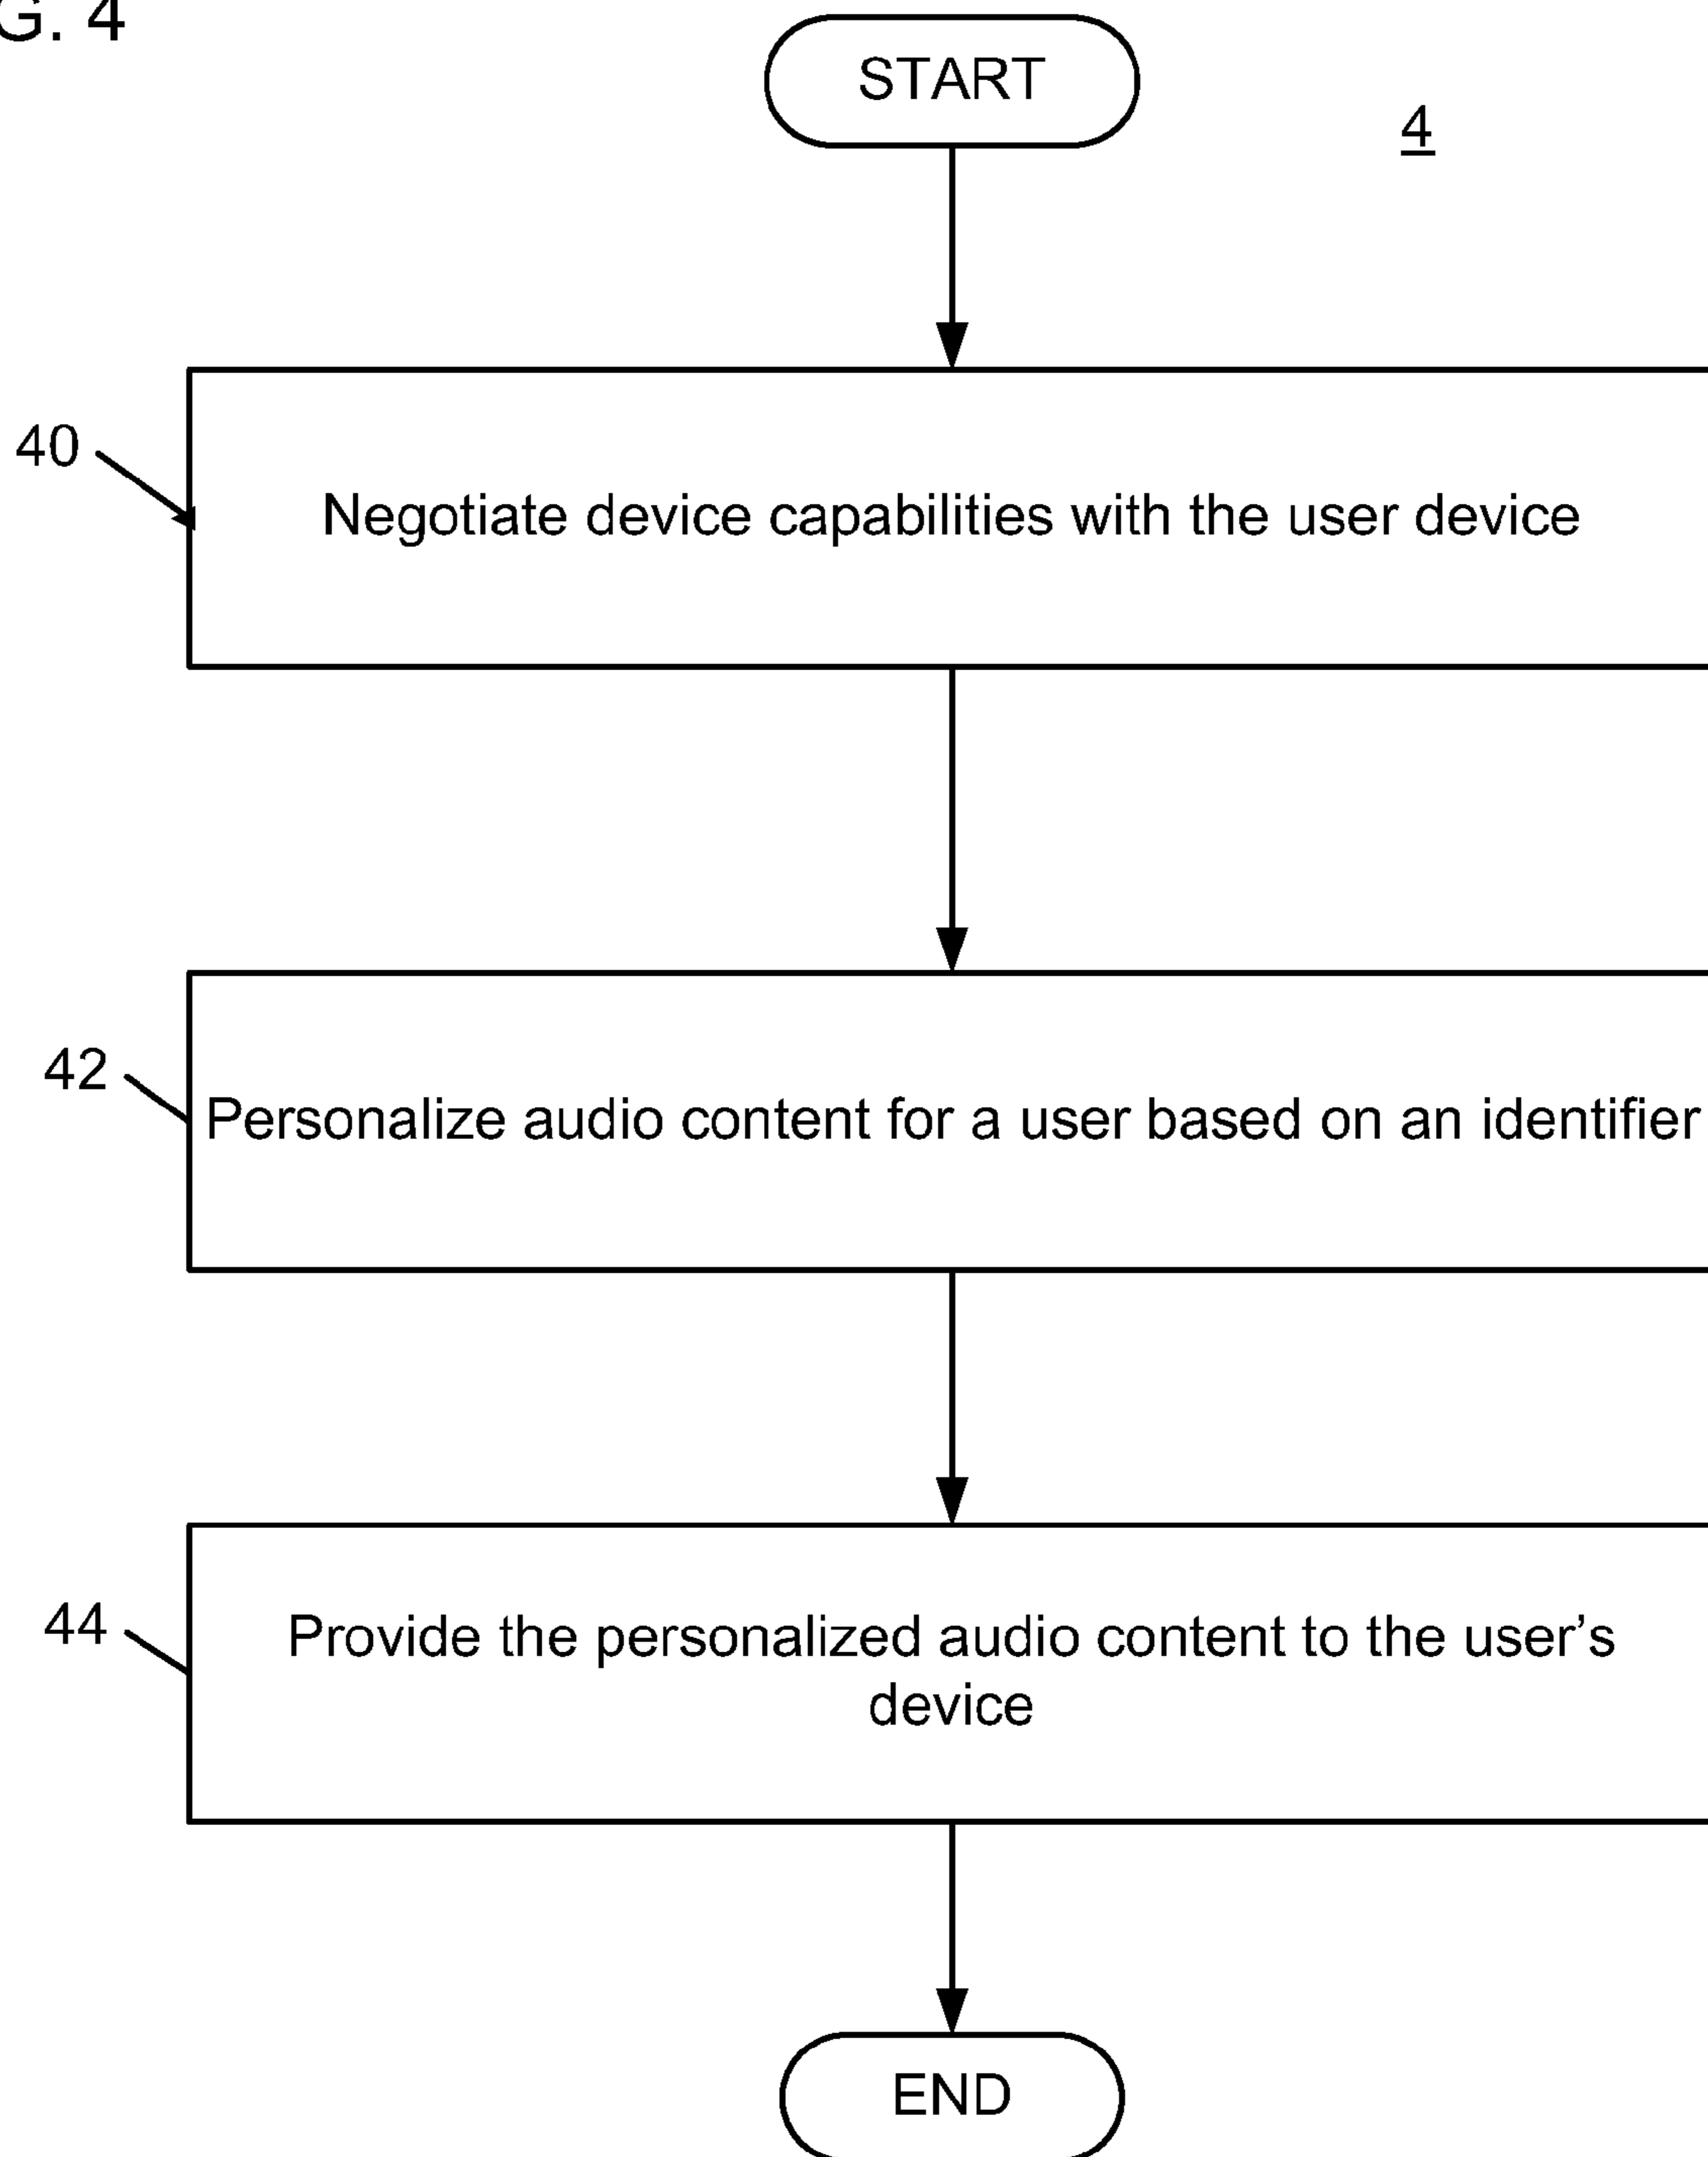 G. 4
START
4
40
Negotiate device capabilities with the user device
42
Personalize audio content for a user based on an identifier
44
Provide the personalized audio content to the user's
device
END